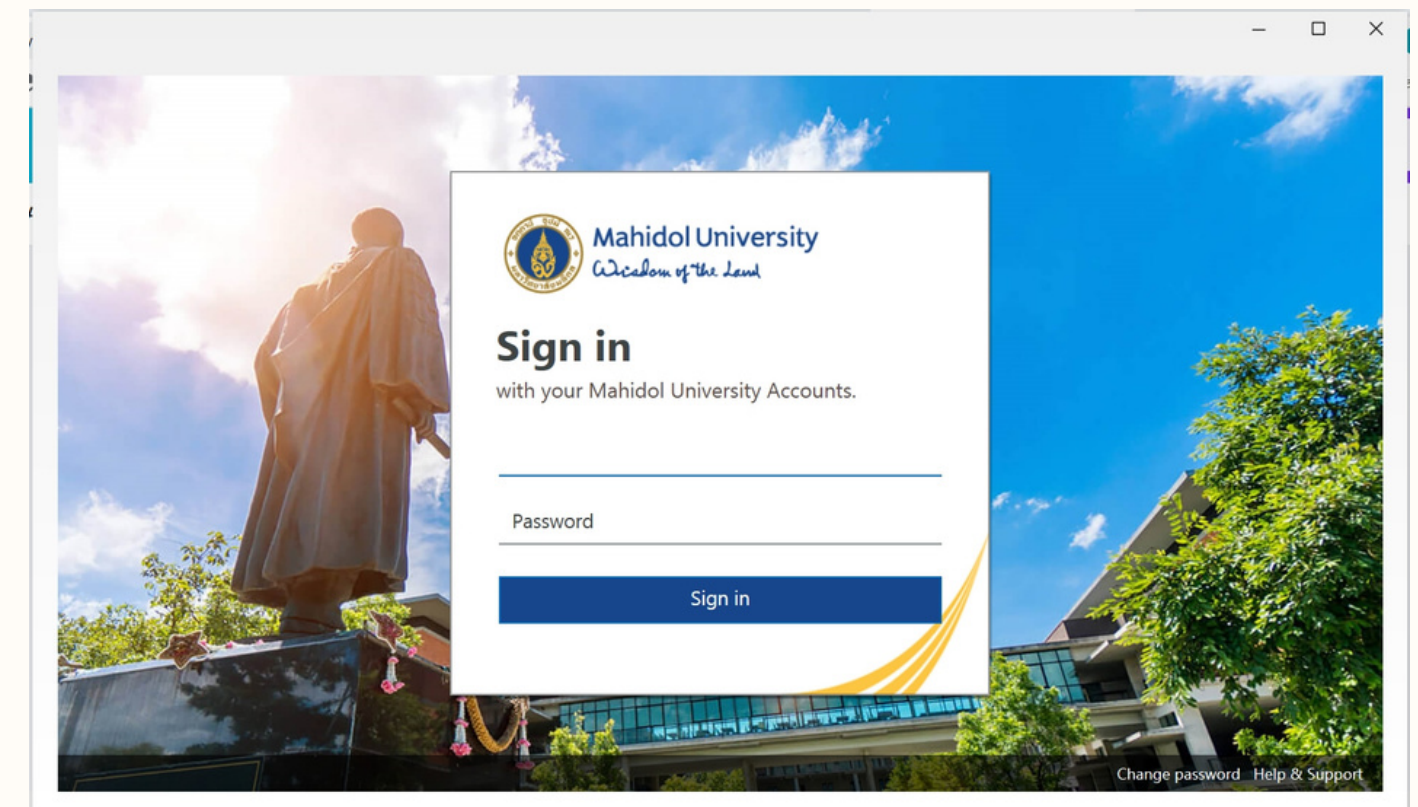 Mahidol University
Wisdom of the Land
Sign in
with your Mahidol University Accounts.
Password
Sign in
Change password Help & Support